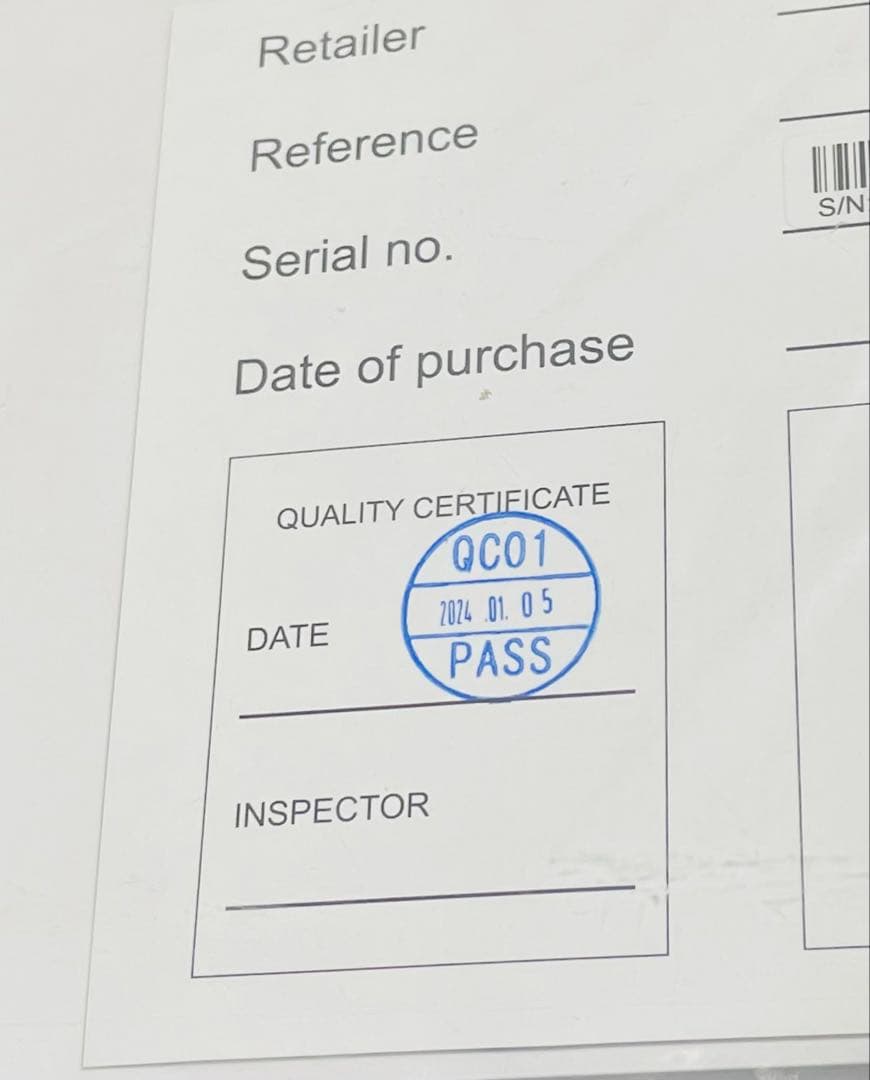 Retailer
Reference
S/N
Serial no.
Date of purchase
QUALITY CERTIFICATE
QC01
2024 .01. 05
DATE
PASS
INSPECTOR